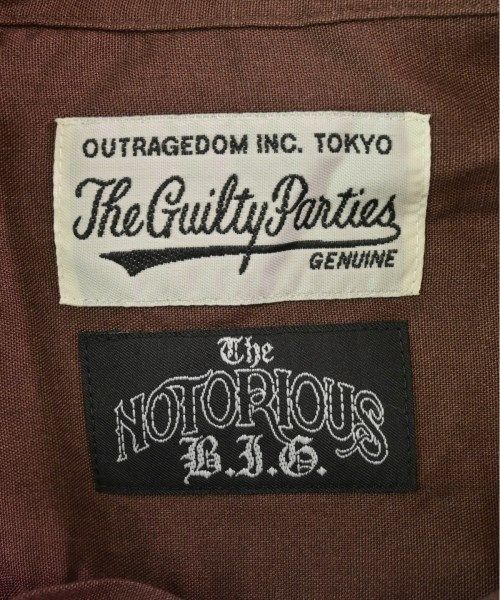 OUTRAGEDOM INC. TOKYO
The Guilty Parties
GENUINE
The
NOTORIOUS
B.I.G.